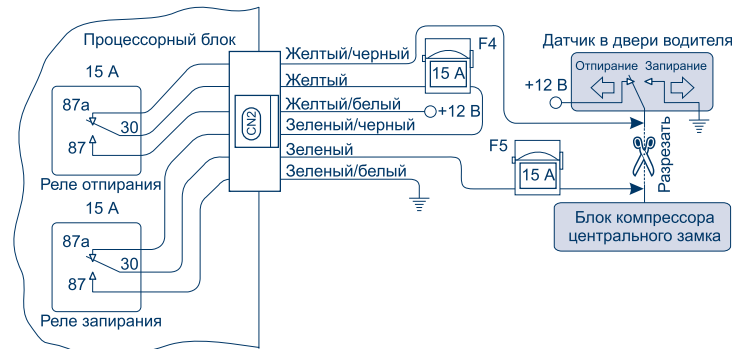 Процессорный блок
15 А
87а
30
87
Реле отпирания
15 А
87а
30
87
Реле запирания
CN2
Желтый/черный
Желтый
Желтый/белый
Зеленый/черный
Зеленый
Зеленый/белый
F4
15 А
+12 В
F5
15 А
Датчик в двери водителя
Отпирание Запирание
+12 В
Разрезать
Блок компрессора
центрального замка